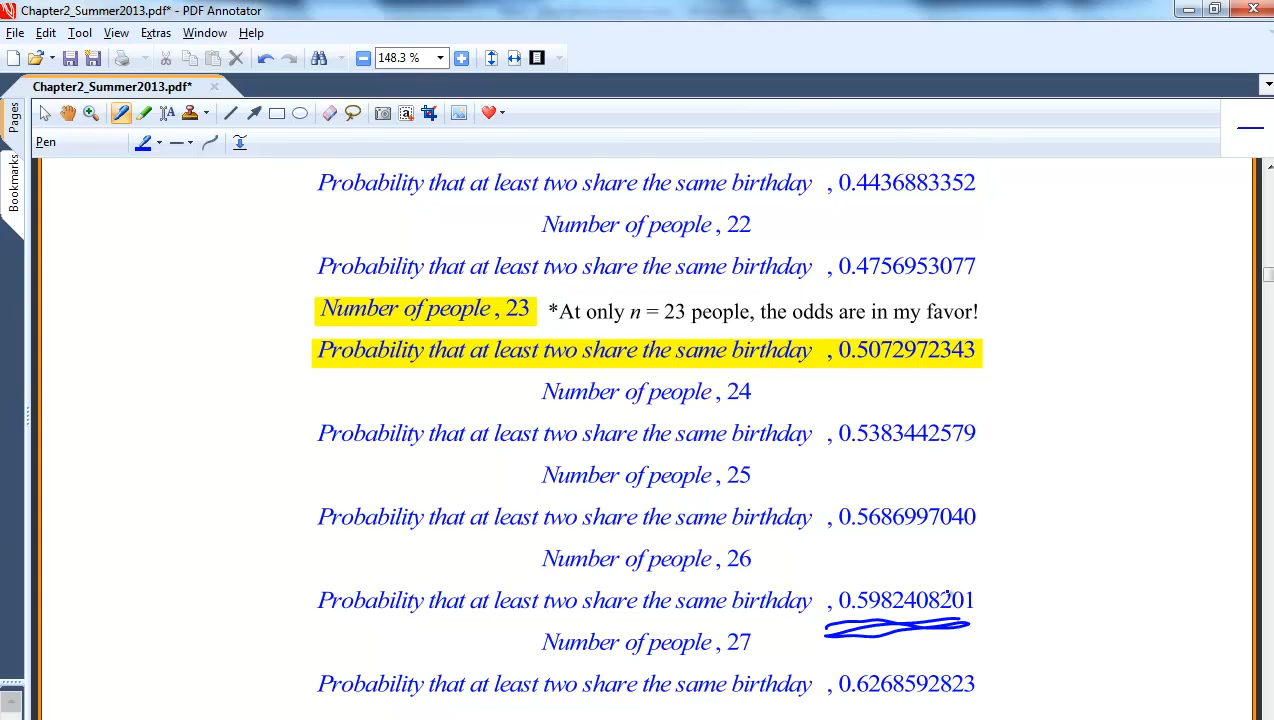 Chapter2_Summer2013.pdf* - PDF Annotator
File Edit Tool View Extras Window Help
148.3 %
Chapter2_Summer2013.pdf*
Pen
Pages
Bookmarks
Probability that at least two share the same birthday , 0.4436883352
Number of people , 22
Probability that at least two share the same birthday , 0.4756953077
Number of people , 23 *At only n = 23 people, the odds are in my favor!
Probability that at least two share the same birthday , 0.5072972343
Number of people , 24
Probability that at least two share the same birthday , 0.5383442579
Number of people , 25
Probability that at least two share the same birthday , 0.5686997040
Number of people , 26
Probability that at least two share the same birthday , 0.5982408201
Number of people , 27
Probability that at least two share the same birthday , 0.6268592823